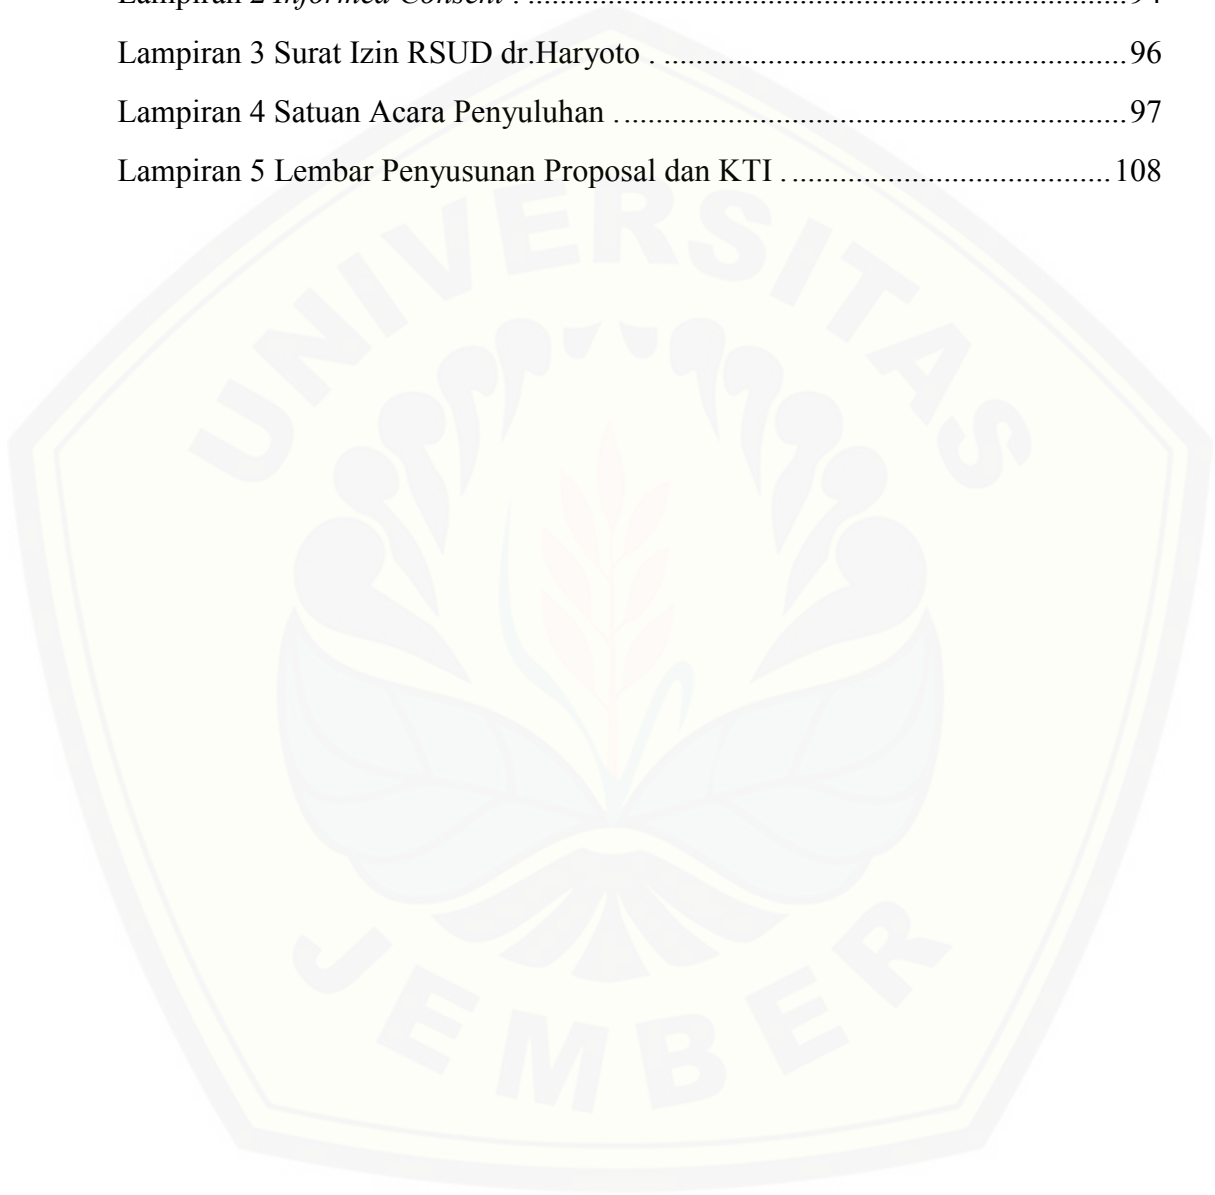 Lampiran 2 Informed Consent . ........................................................................... 94
Lampiran 3 Surat Izin RSUD dr.Haryoto . .......................................................... 96
Lampiran 4 Satuan Acara Penyuluhan ................................................................ 97
Lampiran 5 Lembar Penyusunan Proposal dan KTI . ........................................ 108
UNIVERSITAS
JEMBER